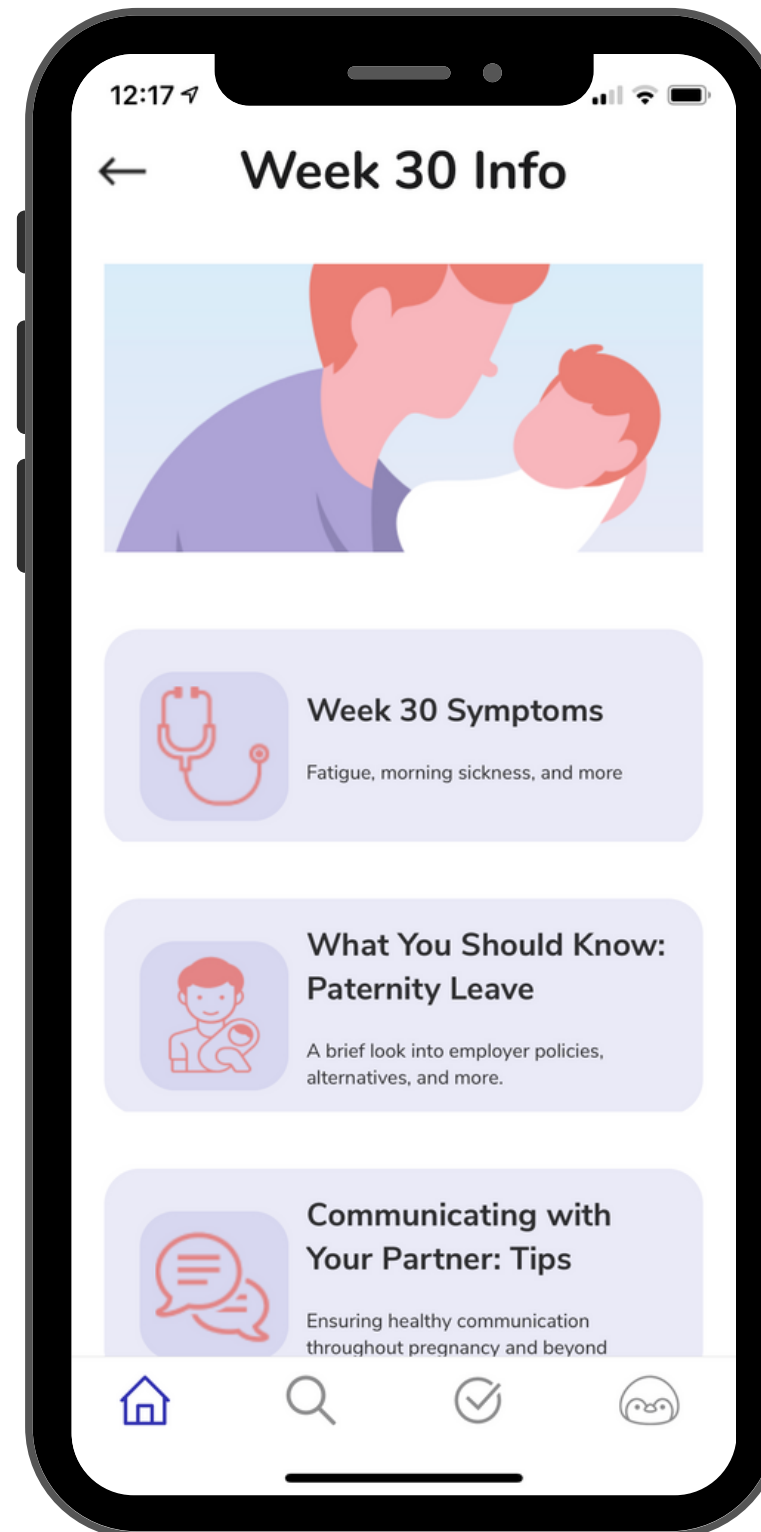 12:17
Week 30 Info
Week 30 Symptoms
Fatigue, morning sickness, and more
What You Should Know:
Paternity Leave
A brief look into employer policies,
alternatives, and more.
Communicating with
Your Partner: Tips
Ensuring healthy communication
throughout pregnancy and beyond